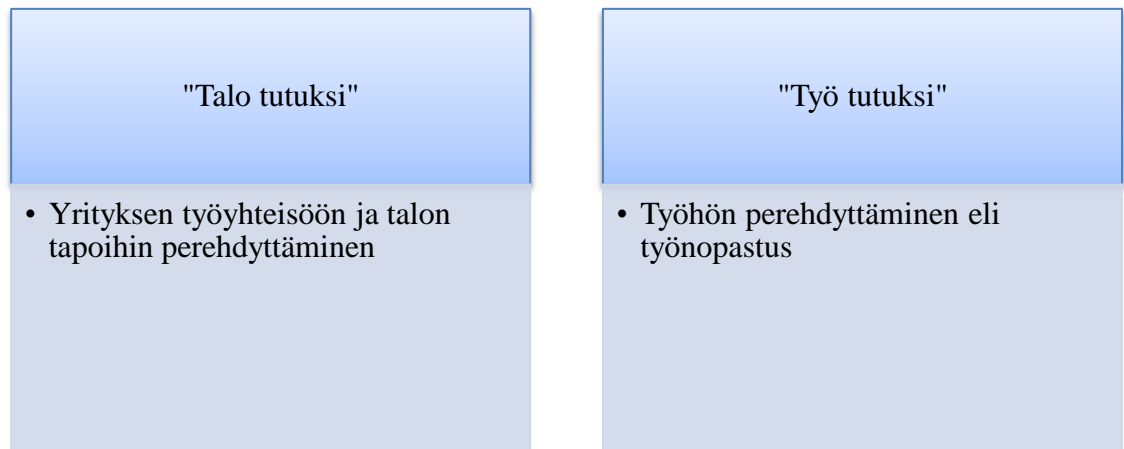 "Talo tutuksi"
• Yrityksen työyhteisöön ja talon
tapoihin perehdyttäminen
"Työ tutuksi"
• Työhön perehdyttäminen eli
työnopastus